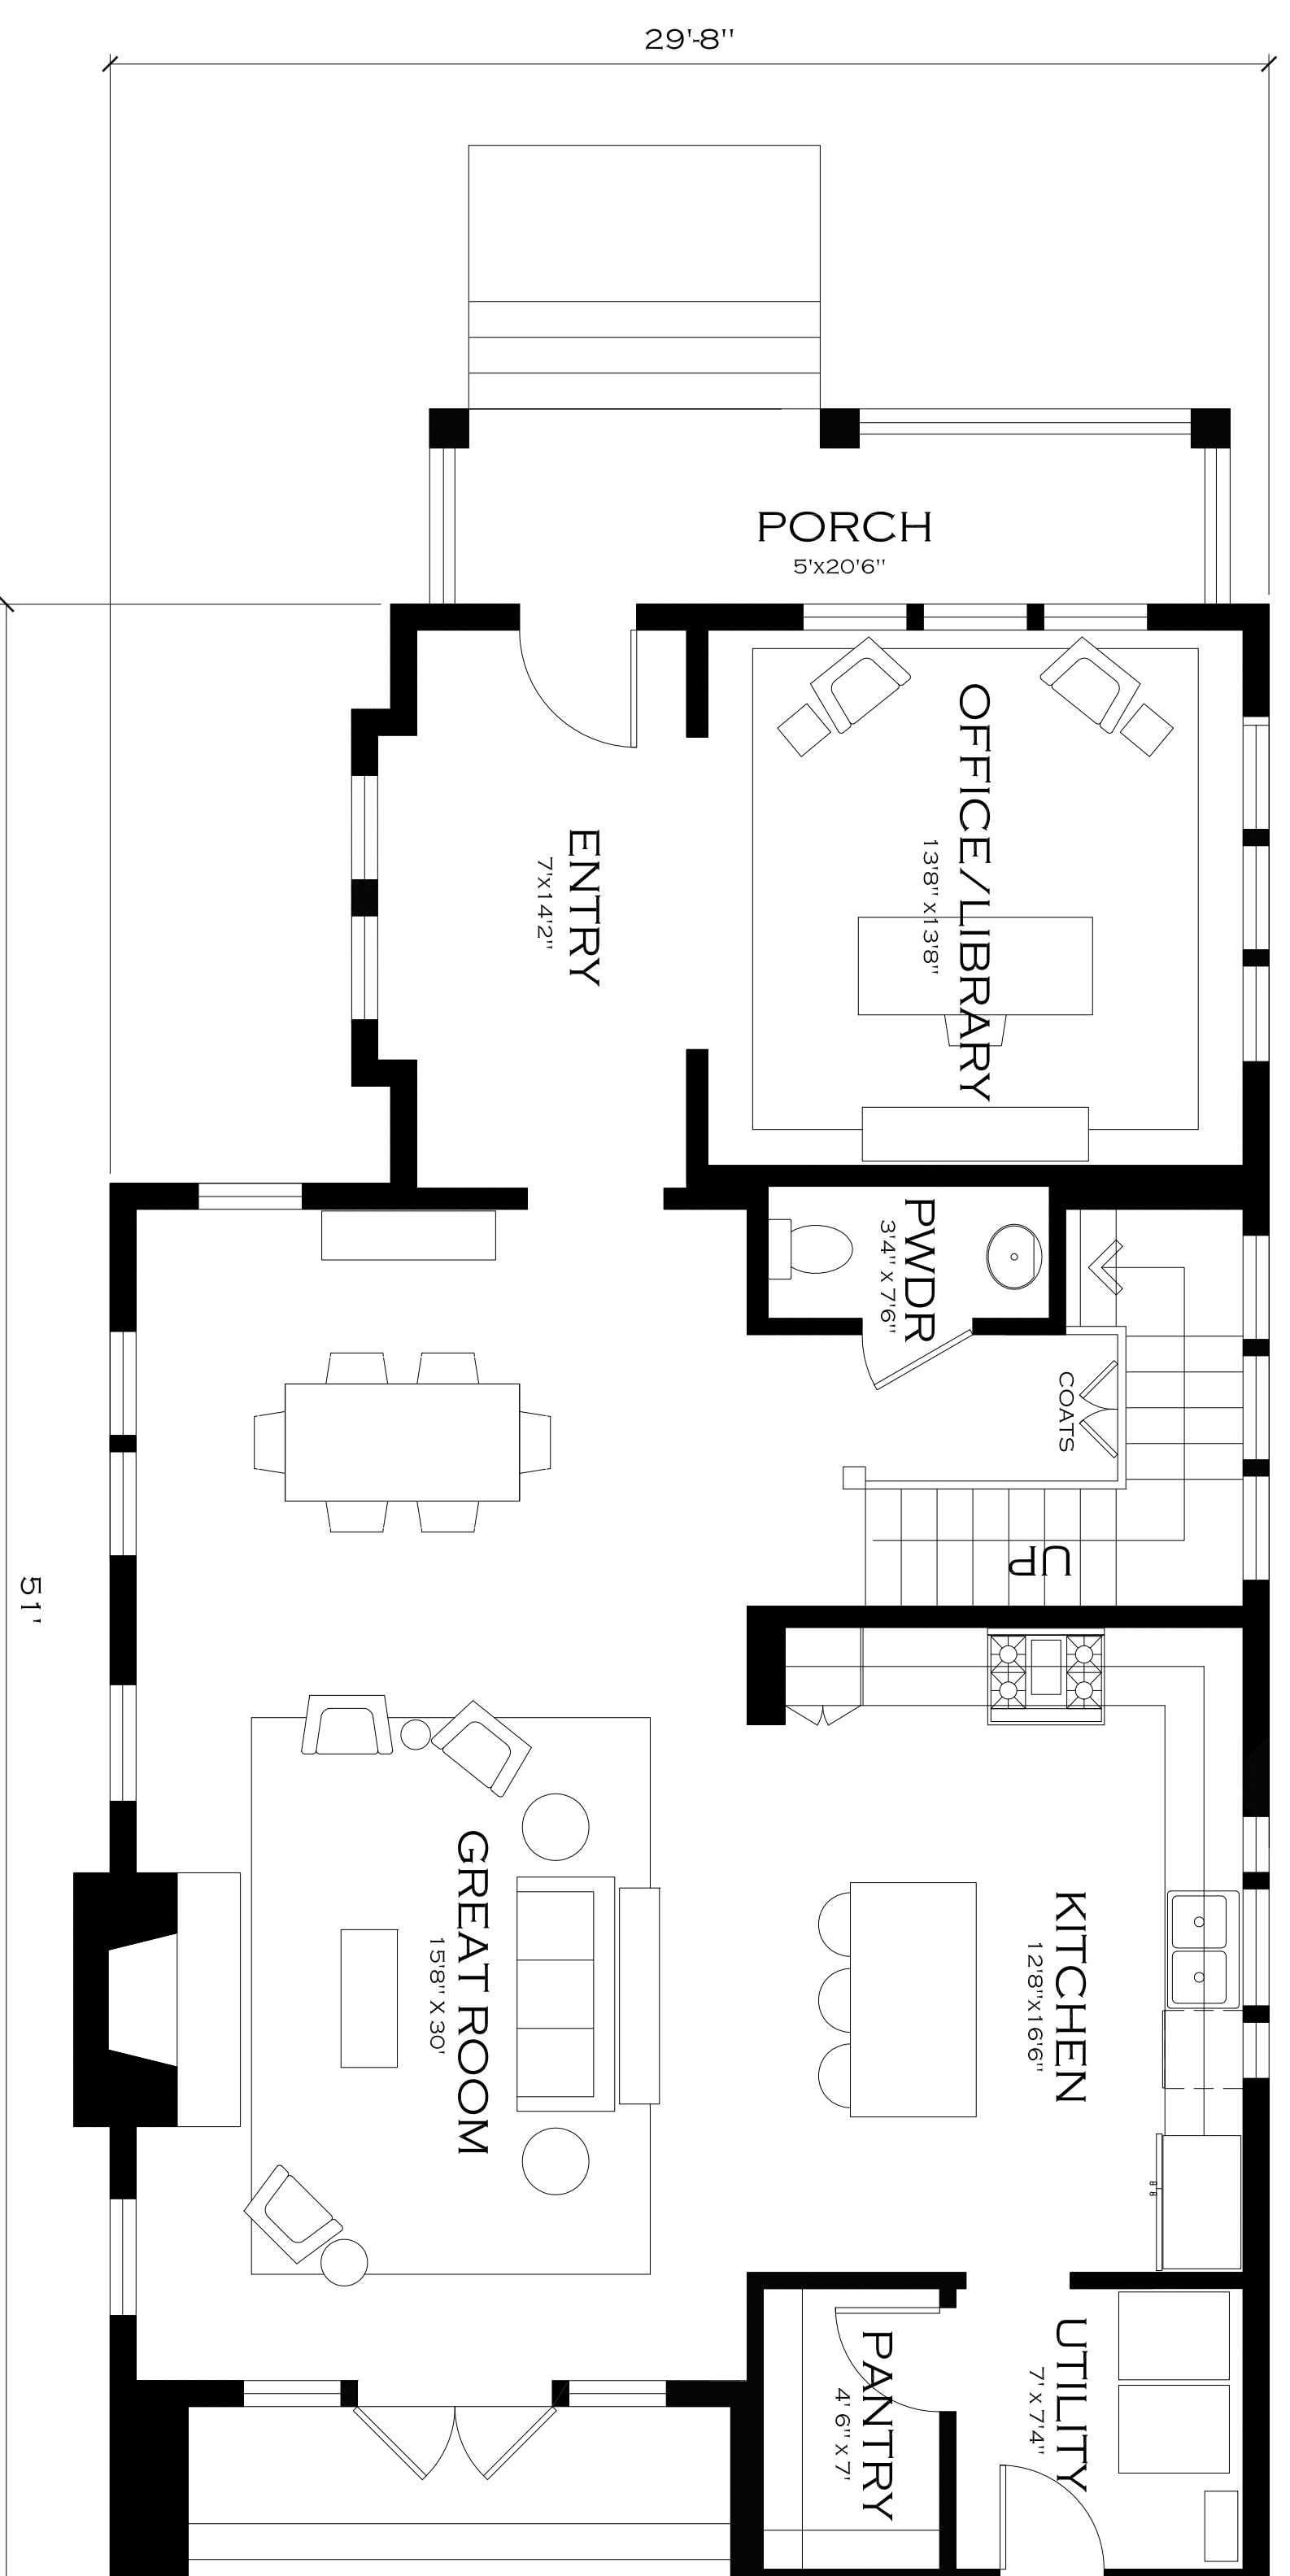 29'-8"
PORCH
5'x20'6"
OFFICE/LIBRARY
13'8" x13'8"
ENTRY
7'x14'2"
PWDR
3'4" x 7'6"
COATS
UP
51'
GREAT ROOM
15'8" X 30'
KITCHEN
12'8"x16'6"
UTILITY
7' x 7'4"
PANTRY
4' 6" x 7'